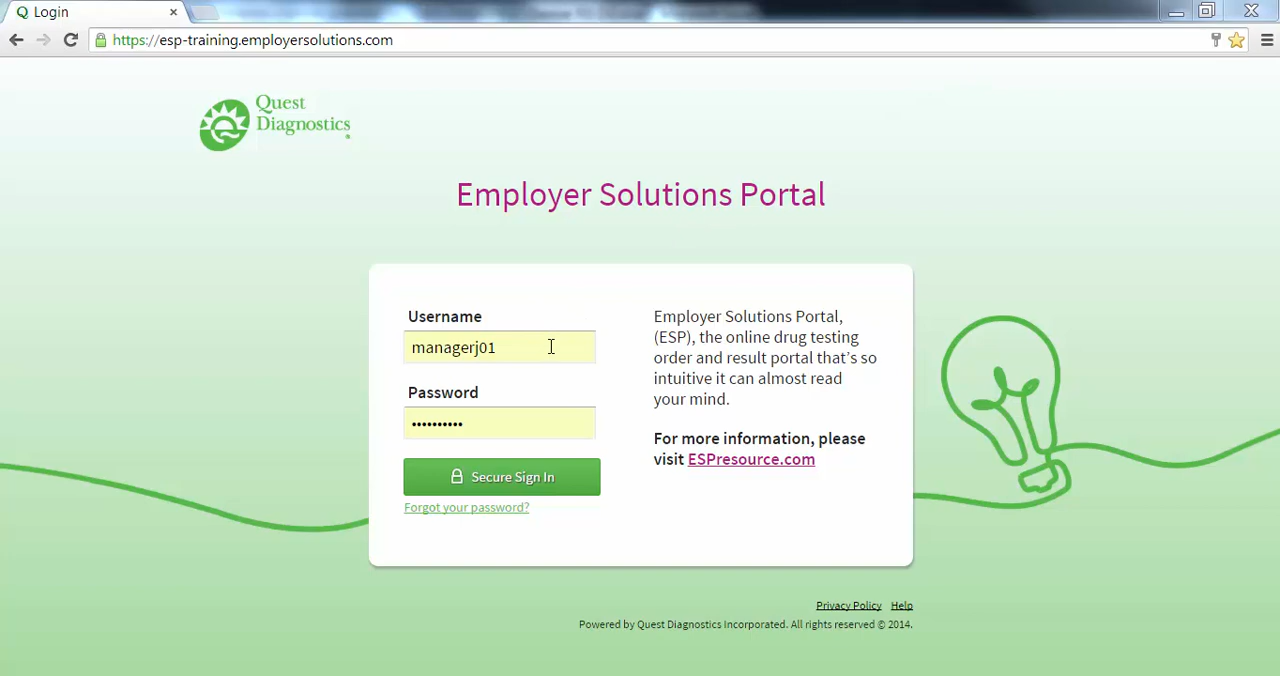 Login
https://esp-training.employersolutions.com
Quest
Diagnostics
Employer Solutions Portal
Username
managerj01
Password
••••••••••
Secure Sign In
Forgot your password?
Employer Solutions Portal,
(ESP), the online drug testing
order and result portal that's so
intuitive it can almost read
your mind.
For more information, please
visit ESPresource.com
Privacy Policy Help
Powered by Quest Diagnostics Incorporated. All rights reserved © 2014.